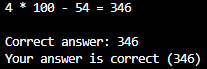 4 * 100 - 54 = 346
Correct answer: 346
Your answer is correct (346)